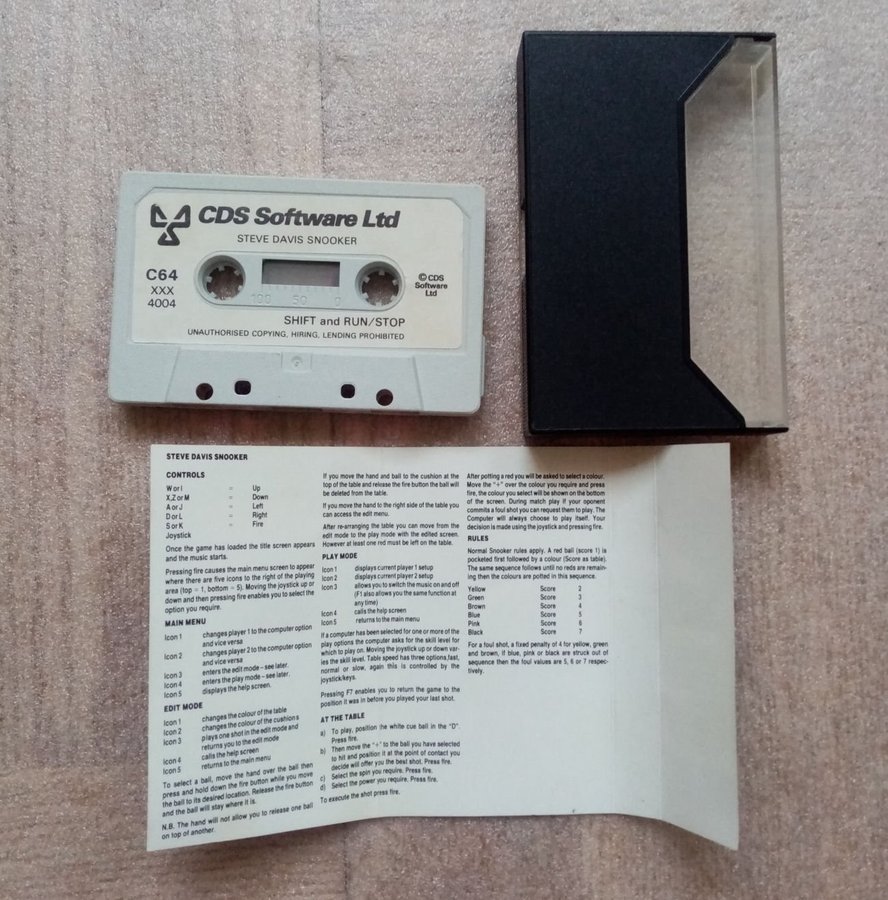 CDS Software Ltd
STEVE DAVIS SNOOKER
C64
XXX
4004
100 50 0
© CDS
Software
Ltd
SHIFT and RUN/STOP
UNAUTHORISED COPYING, HIRING, LENDING PROHIBITED
STEVE DAVIS SNOOKER
CONTROLS
W or I = Up
X,Z or M = Down
A or J = Left
D or L = Right
S or K = Fire
Joystick
Once the game has loaded the title screen appears
and the music starts.
Pressing fire causes the main menu screen to appear
where there are five icons to the right of the playing
area (top = 1, bottom = 5). Moving the joystick up or
down and then pressing fire enables you to select the
option you require.
MAIN MENU
Icon 1 changes player 1 to the computer option
and vice versa
Icon 2 changes player 2 to the computer option
and vice versa
Icon 3 enters the edit mode – see later.
Icon 4 enters the play mode – see later.
Icon 5 displays the help screen.
EDIT MODE
Icon 1 changes the colour of the table
Icon 2 changes the colour of the cushions
Icon 3 plays one shot in the edit mode and
returns you to the edit mode
Icon 4 calls the help screen
Icon 5 returns to the main menu
To select a ball, move the hand over the ball then
press and hold down the fire button while you move
the ball to its desired location. Release the fire button
and the ball will stay where it is.
N.B. The hand will not allow you to release one ball
on top of another.
If you move the hand and ball to the cushion at the
top of the table and release the fire button the ball will
be deleted from the table.
If you move the hand to the right side of the table you
can access the edit menu.
After re-arranging the table you can move from the
edit mode to the play mode with the edited screen.
However at least one red must be left on the table.
PLAY MODE
Icon 1 displays current player 1 setup
Icon 2 displays current player 2 setup
Icon 3 allows you to switch the music on and off
(F1 also allows you the same function at
any time)
Icon 4 calls the help screen
Icon 5 returns to the main menu
If a computer has been selected for one or more of the
play options the computer asks for the skill level for
which to play on. Moving the joystick up or down var-
ies the skill level. Table speed has three options, fast,
normal or slow, again this is controlled by the
joystick/keys.
Pressing F7 enables you to return the game to the
position it was in before you played your last shot.
AT THE TABLE
a) To play, position the white cue ball in the "D".
Press fire.
b) Then move the "+" to the ball you have selected
to hit and position it at the point of contact you
decide will offer you the best shot. Press fire.
c) Select the spin you require. Press fire.
d) Select the power you require. Press fire.
To execute the shot press fire.
After potting a red you will be asked to select a colour.
Move the "+" over the colour you require and press
fire, the colour you select will be shown on the bottom
of the screen. During match play if your opponent
commits a foul shot you can request them to play. The
Computer will always choose to play itself. Your
decision is made using the joystick and pressing fire.
RULES
Normal Snooker rules apply. A red ball (score 1) is
pocketed first followed by a colour (Score as table).
The same sequence follows until no reds are remain-
ing then the colours are potted in this sequence.
Yellow Score 2
Green Score 3
Brown Score 4
Blue Score 5
Pink Score 6
Black Score 7
For a foul shot, a fixed penalty of 4 for yellow, green
and brown, if blue, pink or black are struck out of
sequence then the foul values are 5, 6 or 7 respec-
tively.